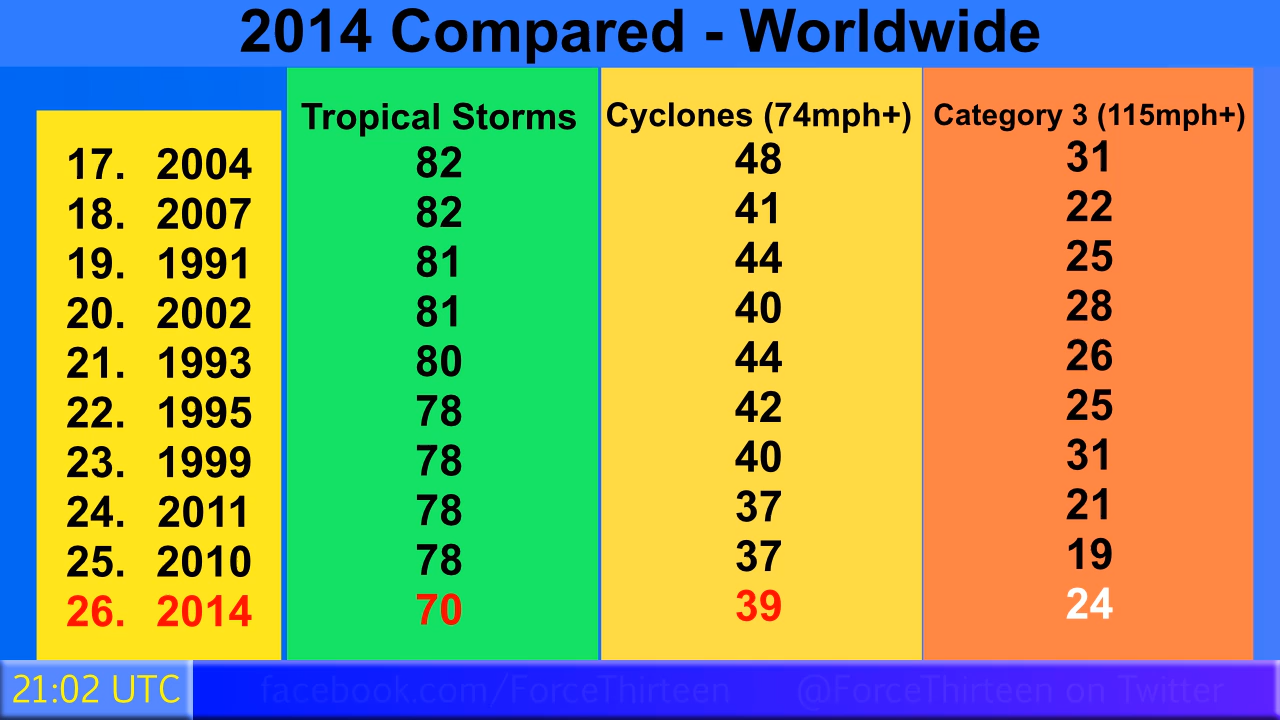 2014 Compared - Worldwide
Tropical Storms Cyclones (74mph+) Category 3 (115mph+)
17. 2004 82 48 31
18. 2007 82 41 22
19. 1991 81 44 25
20. 2002 81 40 28
21. 1993 80 44 26
22. 1995 78 42 25
23. 1999 78 40 31
24. 2011 78 37 21
25. 2010 78 37 19
26. 2014 70 39 24
21:02 UTC facebook.com/ForceThirteen @ForceThirteen on Twitter